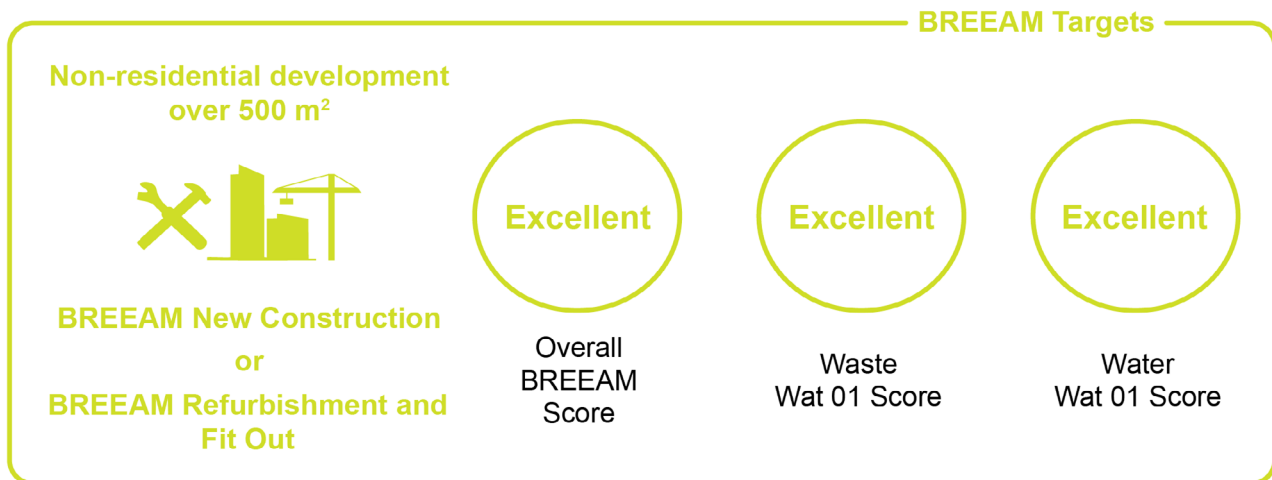 BREEAM Targets
Non-residential development
over 500 m²
BREEAM New Construction
or
BREEAM Refurbishment and
Fit Out
Excellent
Overall
BREEAM
Score
Excellent
Waste
Wat 01 Score
Excellent
Water
Wat 01 Score